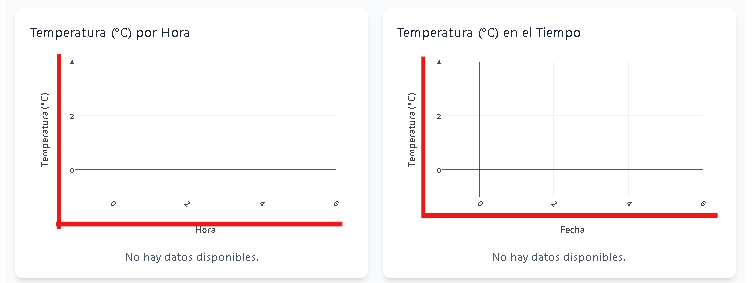 Temperatura (°C) por Hora
4
2
0
Temperatura (°C)
0 2 4 6
Hora
No hay datos disponibles.
Temperatura (°C) en el Tiempo
4
2
0
Temperatura (°C)
0 2 4 6
Fecha
No hay datos disponibles.